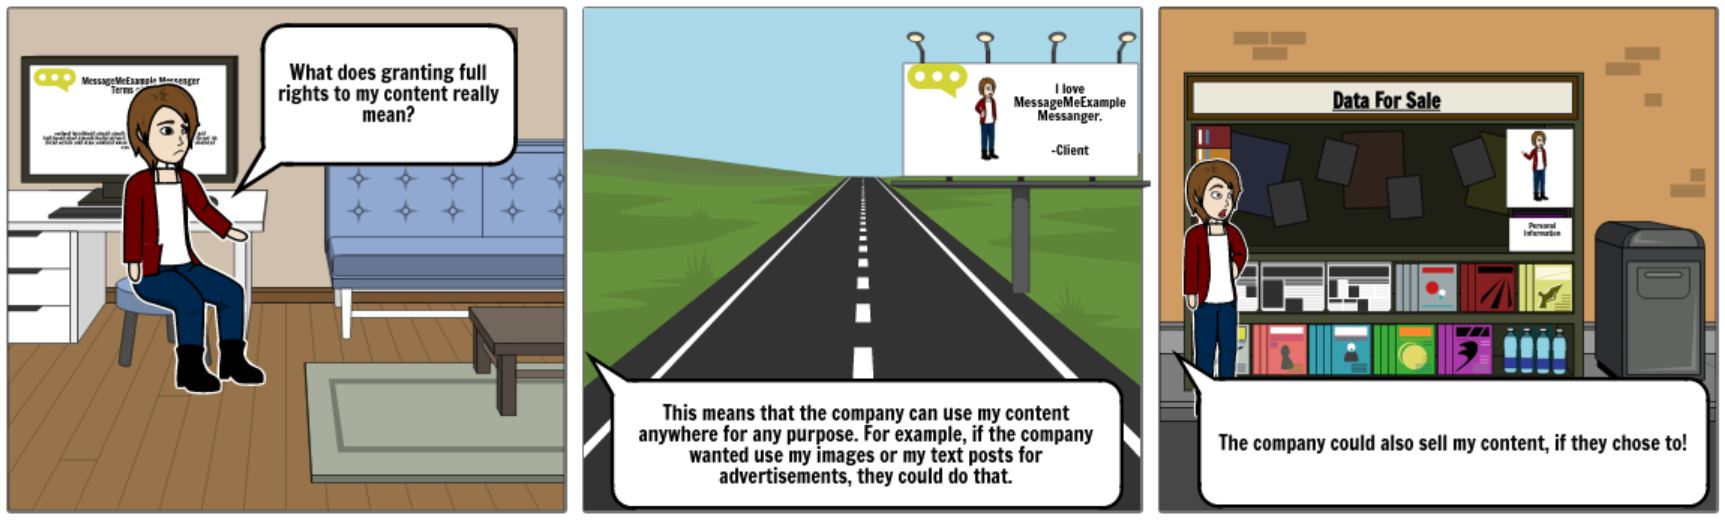 MessageMeExample Messenger
Terms
What does granting full
rights to my content really
mean?
I love
MessageMeExample
Messanger.
-Client
This means that the company can use my content
anywhere for any purpose. For example, if the company
wanted use my images or my text posts for
advertisements, they could do that.
Data For Sale
Personal
Information
The company could also sell my content, if they chose to!